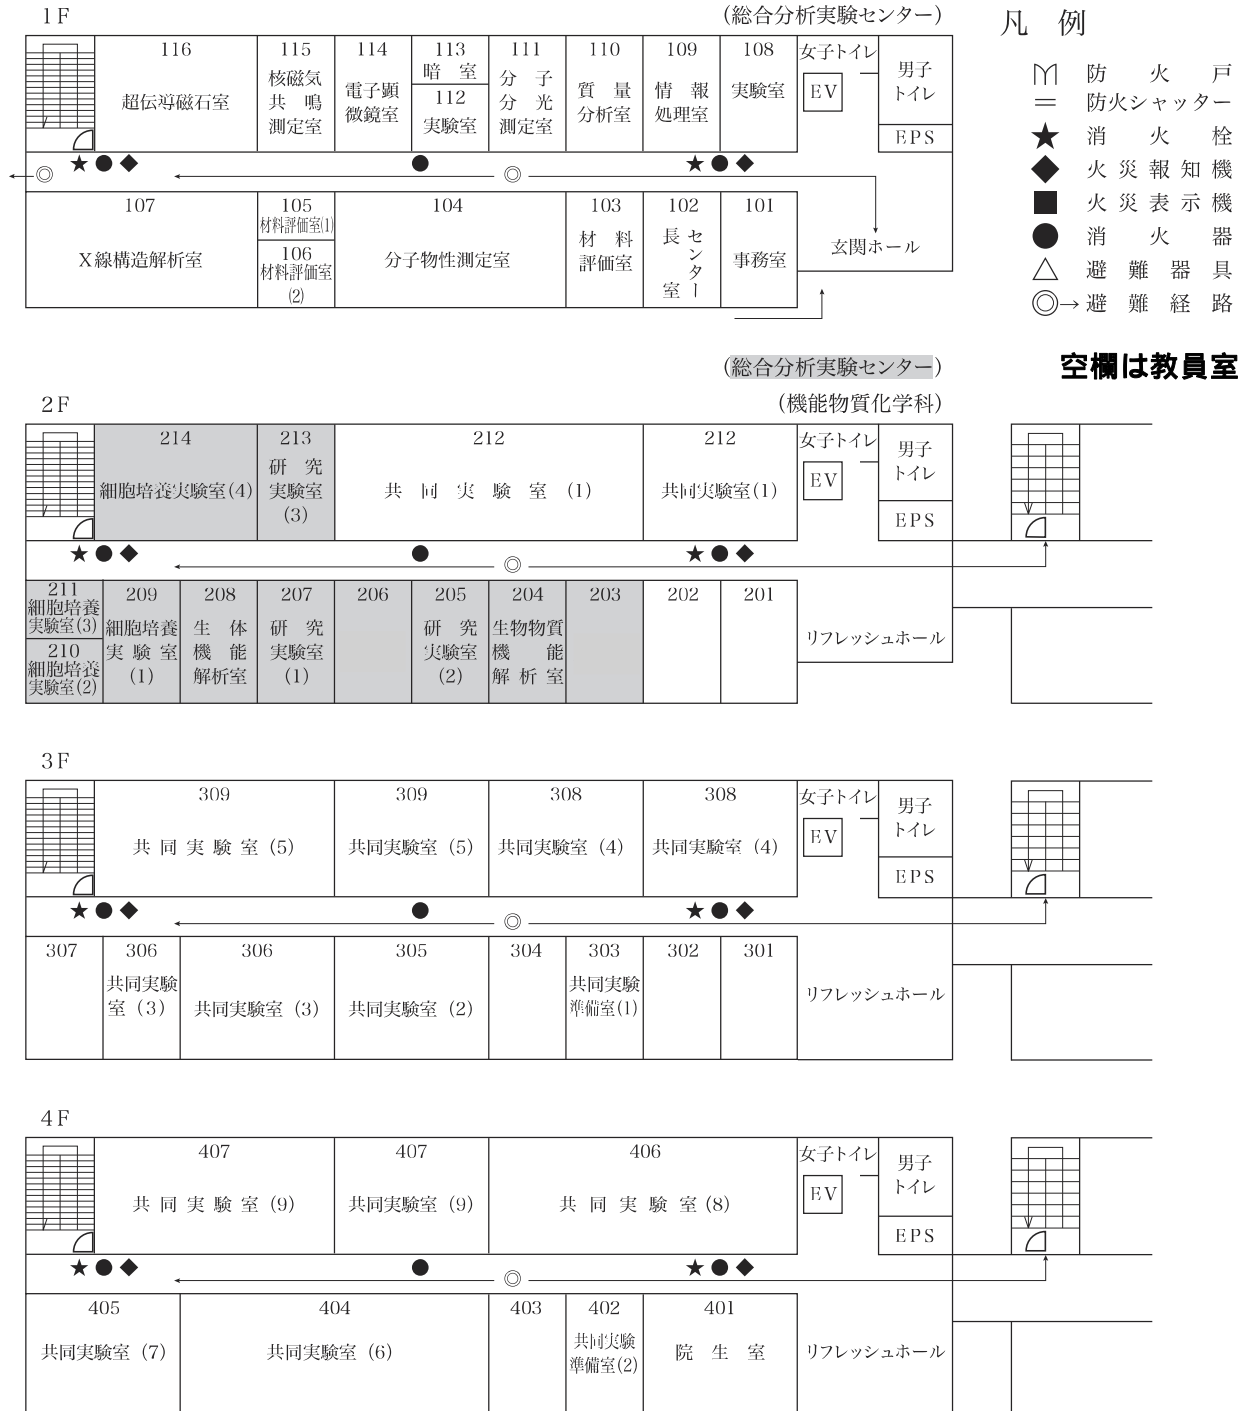 1F
(総合分析実験センター)
凡 例
116
超伝導磁石室
115
核磁気
共 鳴
測定室
114
電子顕
微鏡室
113
暗 室
112
実験室
111
分 子
分 光
測定室
110
質 量
分析室
109
情 報
処理室
108
実験室
女子トイレ
EV
男子
トイレ
EPS
107
X線構造解析室
105
材料評価室(1)
106
材料評価室
(2)
104
分子物性測定室
103
材 料
評価室
102
センター
長室
101
事務室
玄関ホール
防火戸
防火シャッター
消火栓
火災報知機
火災表示機
消火器
避難器具
→避難経路
空欄は教員室
(総合分析実験センター)
(機能物質化学科)
2F
214
細胞培養実験室(4)
213
研 究
実験室
(3)
212
共 同 実 験 室 (1)
212
共同実験室(1)
女子トイレ
EV
男子
トイレ
EPS
211
細胞培養
実験室(3)
210
細胞培養
実験室(2)
209
細胞培養
実 験 室
(1)
208
生 体
機 能
解析室
207
研 究
実験室
(1)
206
205
研 究
実験室
(2)
204
生物物質
機 能
解 析 室
203
202
201
リフレッシュホール
3F
309
共 同 実 験 室 (5)
309
共同実験室 (5)
308
共同実験室 (4)
308
共同実験室 (4)
女子トイレ
EV
男子
トイレ
EPS
307
306
共同実験
室 (3)
306
共同実験室 (3)
305
共同実験室 (2)
304
303
共同実験
準備室(1)
302
301
リフレッシュホール
4F
407
共 同 実 験 室 (9)
407
共同実験室 (9)
406
共 同 実 験 室 (8)
女子トイレ
EV
男子
トイレ
EPS
405
共同実験室 (7)
404
共同実験室 (6)
403
402
共同実験
準備室(2)
401
院 生 室
リフレッシュホール